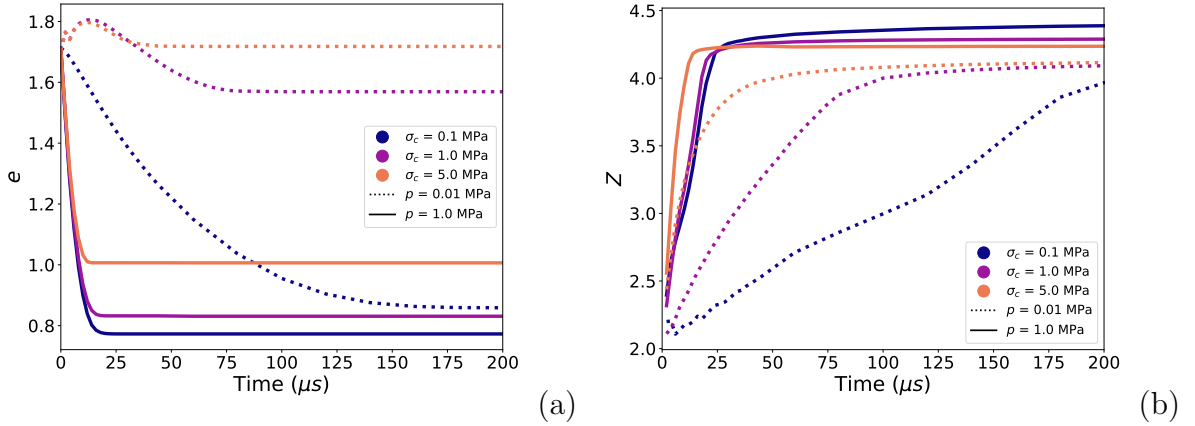 1.8
1.6
1.4
1.2
1.0
0.8
e
0 25 50 75 100 125 150 175 200
Time (μs)
σc = 0.1 MPa
σc = 1.0 MPa
σc = 5.0 MPa
p = 0.01 MPa
p = 1.0 MPa
(a)
4.5
4.0
3.5
3.0
2.5
2.0
Z
0 25 50 75 100 125 150 175 200
Time (μs)
σc = 0.1 MPa
σc = 1.0 MPa
σc = 5.0 MPa
p = 0.01 MPa
p = 1.0 MPa
(b)